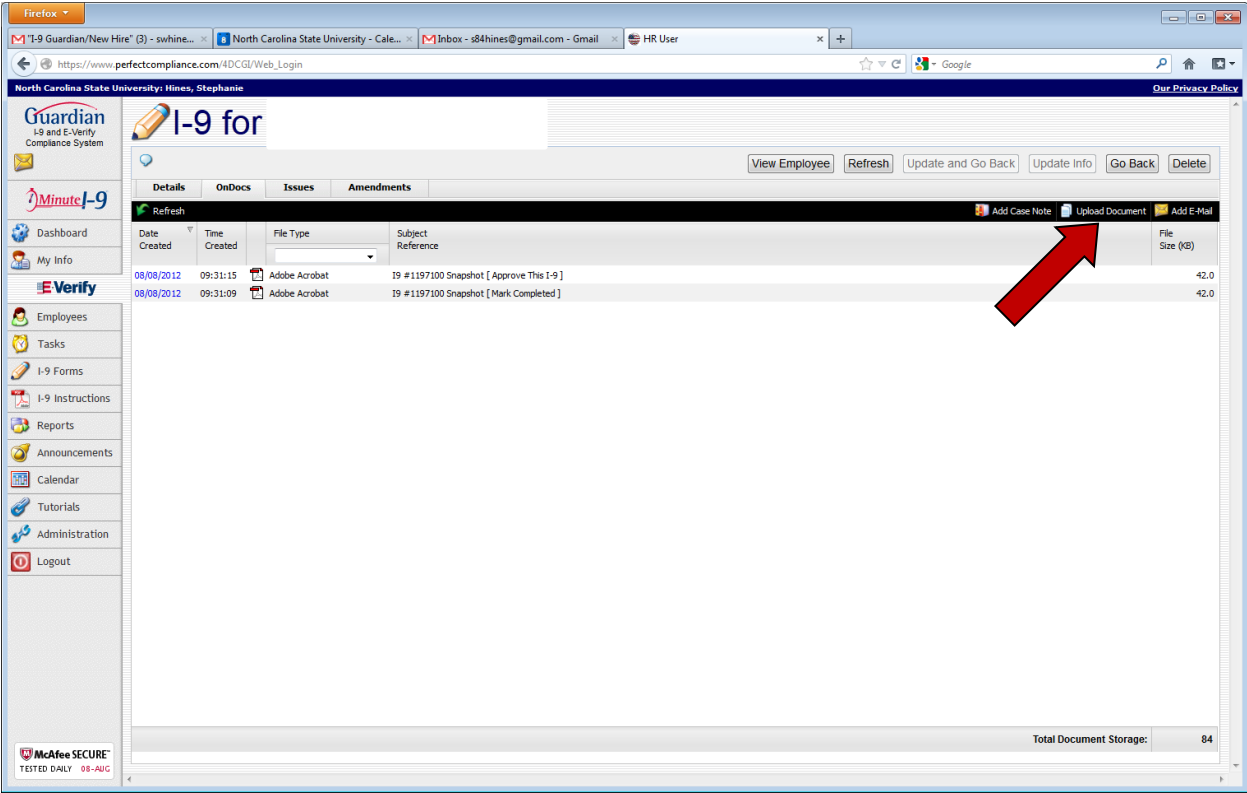 Firefox
"I-9 Guardian/New Hire" (3) - swhine...
North Carolina State University - Cale...
Inbox - s84hines@gmail.com - Gmail
HR User
https://www.perfectcompliance.com/4DCGI/Web_Login
Google
North Carolina State University: Hines, Stephanie
Our Privacy Policy
Guardian
I-9 and E-Verify
Compliance System
I-9 for
View Employee
Refresh
Update and Go Back
Update Info
Go Back
Delete
Details
OnDocs
Issues
Amendments
1Minute I-9
Refresh
Add Case Note
Upload Document
Add E-Mail
Dashboard
My Info
E-Verify
Employees
Tasks
I-9 Forms
I-9 Instructions
Reports
Announcements
Calendar
Tutorials
Administration
Logout
Date Created
Time Created
File Type
Subject Reference
File Size (KB)
08/08/2012 09:31:15 Adobe Acrobat I9 #1197100 Snapshot [ Approve This I-9 ] 42.0
08/08/2012 09:31:09 Adobe Acrobat I9 #1197100 Snapshot [ Mark Completed ] 42.0
Total Document Storage: 84
McAfee SECURE™
TESTED DAILY 08-AUG